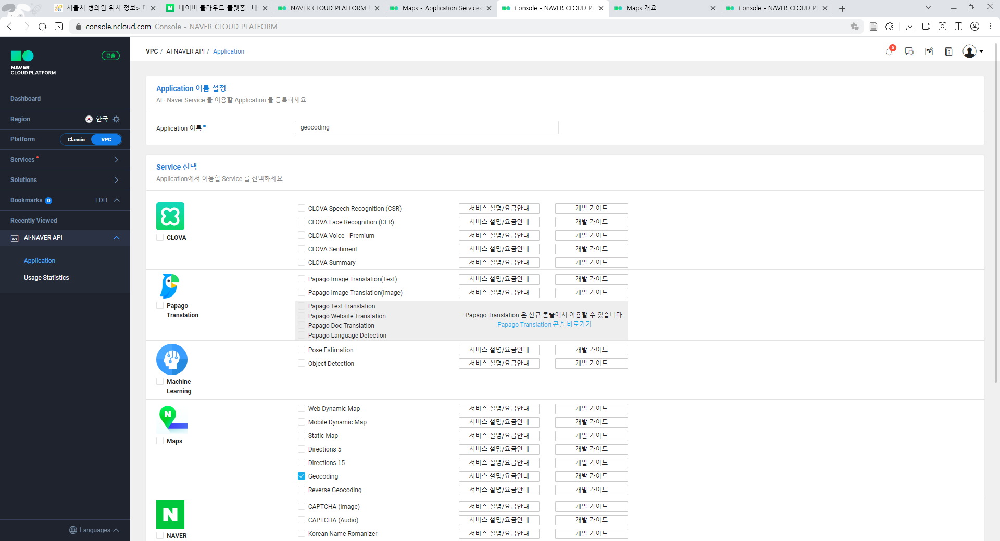 서울시 병의원 위치 정보>
네이버 클라우드 플랫폼 : 네
NAVER CLOUD PLATFORM
Maps - Application Services
Console - NAVER CLOUD PL
Maps 개요
Console - NAVER CLOUD PL
console.ncloud.com Console - NAVER CLOUD PLATFORM
NAVER
CLOUD PLATFORM
콘솔
VPC / AI·NAVER API / Application
5
Dashboard
Region 한국
Platform Classic VPC
Services
Solutions
Bookmarks 0 EDIT
Recently Viewed
AI·NAVER API
Application
Usage Statistics
Languages
Application 이름 설정
AI · Naver Service 를 이용할 Application 을 등록하세요
Application 이름 geocoding
Service 선택
Application에서 이용할 Service 를 선택하세요
CLOVA
CLOVA Speech Recognition (CSR) 서비스 설명/요금안내 개발 가이드
CLOVA Face Recognition (CFR) 서비스 설명/요금안내 개발 가이드
CLOVA Voice - Premium 서비스 설명/요금안내 개발 가이드
CLOVA Sentiment 서비스 설명/요금안내 개발 가이드
CLOVA Summary 서비스 설명/요금안내 개발 가이드
Papago
Translation
Papago Image Translation(Text) 서비스 설명/요금안내 개발 가이드
Papago Image Translation(Image) 서비스 설명/요금안내 개발 가이드
Papago Text Translation
Papago Website Translation
Papago Doc Translation
Papago Language Detection
Papago Translation 은 신규 콘솔에서 이용할 수 있습니다.
Papago Translation 콘솔 바로가기
Machine
Learning
Pose Estimation 서비스 설명/요금안내 개발 가이드
Object Detection 서비스 설명/요금안내 개발 가이드
N
Maps
Web Dynamic Map 서비스 설명/요금안내 개발 가이드
Mobile Dynamic Map 서비스 설명/요금안내 개발 가이드
Static Map 서비스 설명/요금안내 개발 가이드
Directions 5 서비스 설명/요금안내 개발 가이드
Directions 15 서비스 설명/요금안내 개발 가이드
Geocoding 서비스 설명/요금안내 개발 가이드
Reverse Geocoding 서비스 설명/요금안내 개발 가이드
N
NAVER
CAPTCHA (Image) 서비스 설명/요금안내 개발 가이드
CAPTCHA (Audio) 서비스 설명/요금안내 개발 가이드
Korean Name Romanizer 서비스 설명/요금안내 개발 가이드